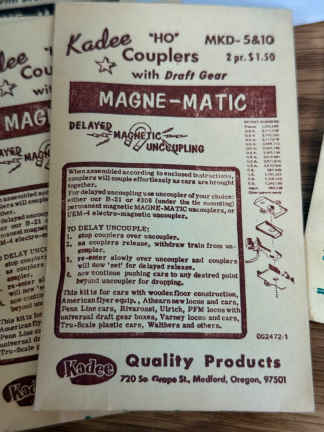 Kadee "HO" MKD-5&10
Couplers 2 pr. $1.50
with Draft Gear
MAGNE-MATIC
DELAYED
MAGNETIC
UNCOUPLING
When assembled according to enclosed instructions,
couplers will couple effortlessly as cars are brought
together.
For delayed uncoupling use uncoupler of your choice:
either our B-21 or #308 (under the tie mounting)
permanent magnetic MAGNE-MATIC uncouplers, or
UEM-4 electro-magnetic uncoupler.
TO DELAY UNCOUPLE:
1. stop couplers over uncoupler.
2. as couplers release, withdraw train from un-
coupler.
3. re-enter slowly over uncoupler and couplers
will now "set" for delayed release.
4. now continue pushing cars to any desired point
beyond uncoupler for dropping.
This kit is for cars with wooden floor construction,
American flyer equip., Athearn new locos and cars,
Penn Line cars, Rivarossi, Ulrich, PFM locos with
universal draft gear boxes, Varney locos and cars,
Tru-Scale plastic cars, Walthers and others.
062472/1
Kadee Quality Products
720 So Grape St., Medford, Oregon, 97501